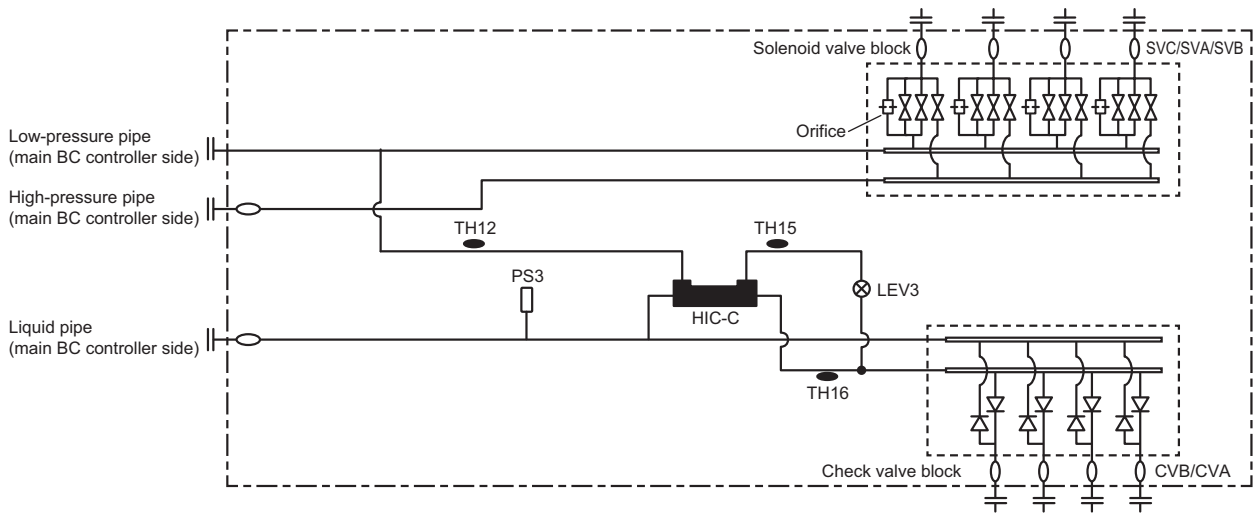 Solenoid valve block
SVC/SVA/SVB
Orifice
Low-pressure pipe
(main BC controller side)
High-pressure pipe
(main BC controller side)
TH12
TH15
PS3
LEV3
HIC-C
Liquid pipe
(main BC controller side)
TH16
Check valve block
CVB/CVA